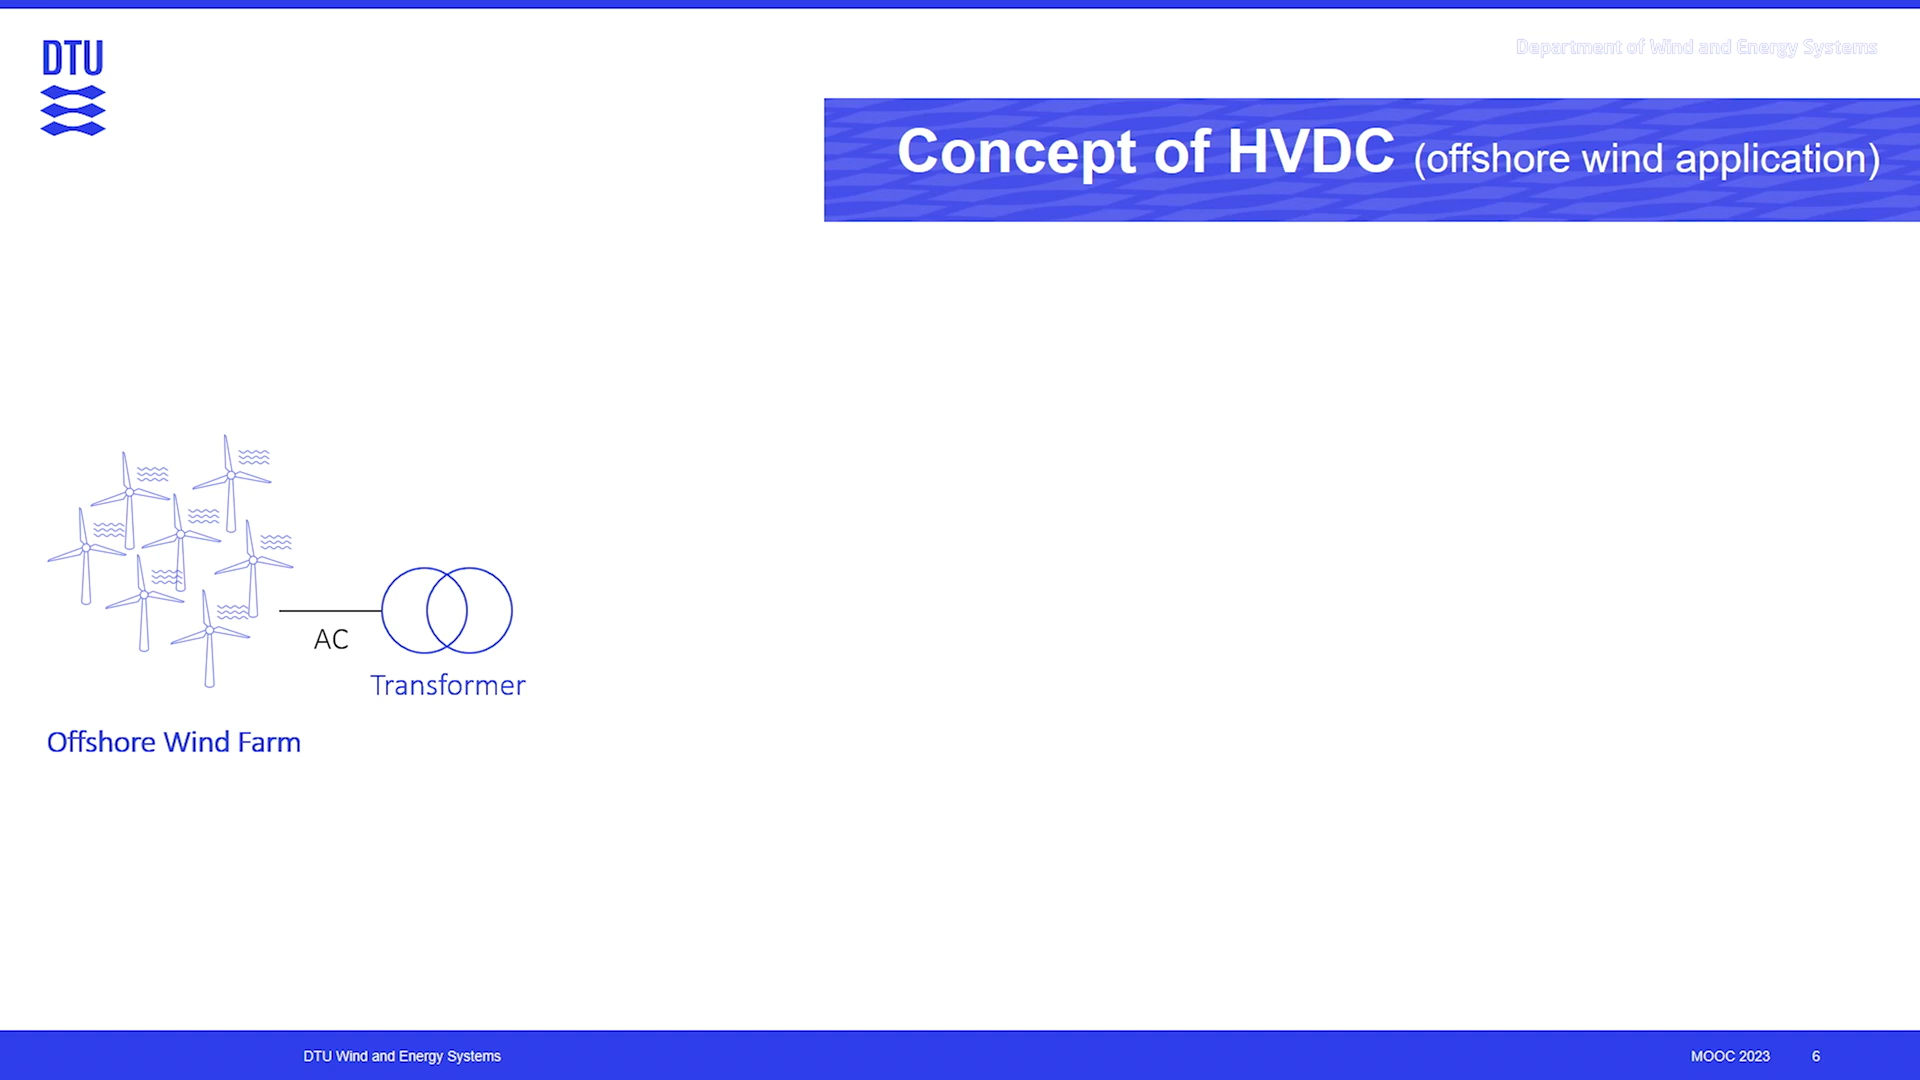 DTU
Department of Wind and Energy Systems
Concept of HVDC (offshore wind application)
AC
Transformer
Offshore Wind Farm
DTU Wind and Energy Systems
MOOC 2023
6